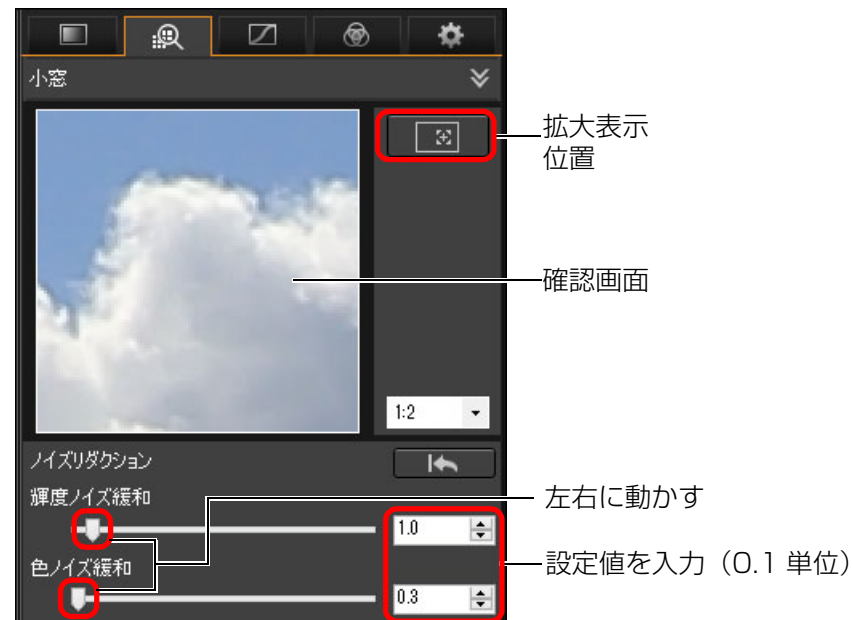 小窓
拡大表示
位置
確認画面
1:2
ノイズリダクション
輝度ノイズ緩和
左右に動かす
1.0
設定値を入力（0.1 単位）
色ノイズ緩和
0.3